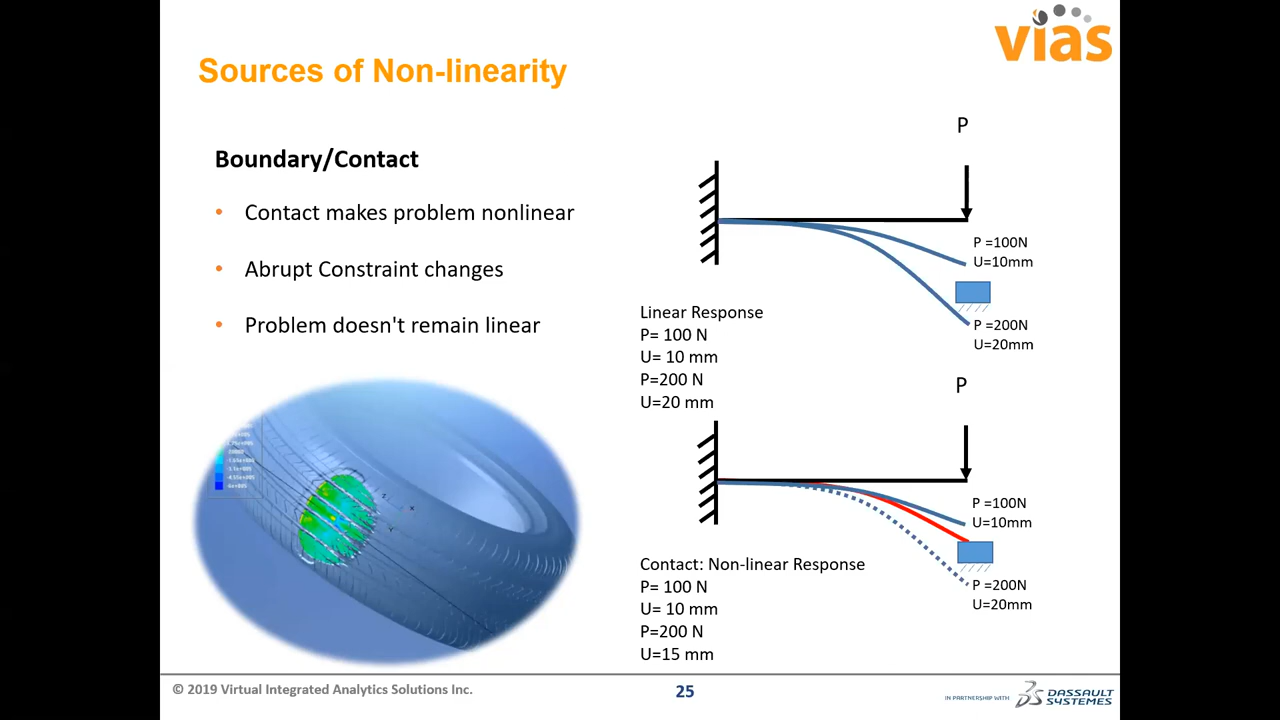 vias
Sources of Non-linearity
Boundary/Contact
• Contact makes problem nonlinear
• Abrupt Constraint changes
• Problem doesn't remain linear
P
P =100N
U=10mm
P =200N
U=20mm
Linear Response
P= 100 N
U= 10 mm
P=200 N
U=20 mm
P
P =100N
U=10mm
P =200N
U=20mm
Contact: Non-linear Response
P= 100 N
U= 10 mm
P=200 N
U=15 mm
Z
X
Y
© 2019 Virtual Integrated Analytics Solutions Inc.
25
IN PARTNERSHIP WITH
DASSAULT
SYSTEMES